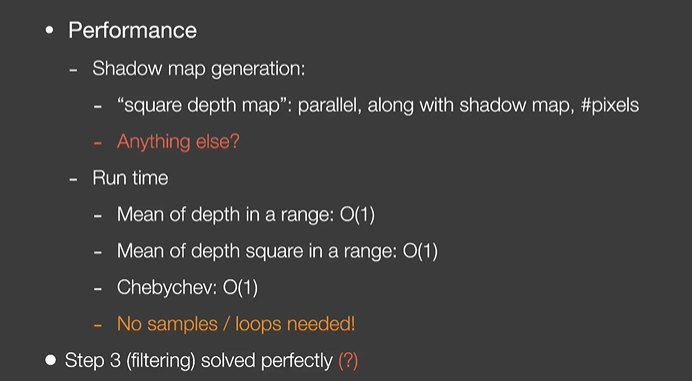 • Performance
- Shadow map generation:
- “square depth map”: parallel, along with shadow map, #pixels
- Anything else?
- Run time
- Mean of depth in a range: O(1)
- Mean of depth square in a range: O(1)
- Chebychev: O(1)
- No samples / loops needed!
• Step 3 (filtering) solved perfectly (?)